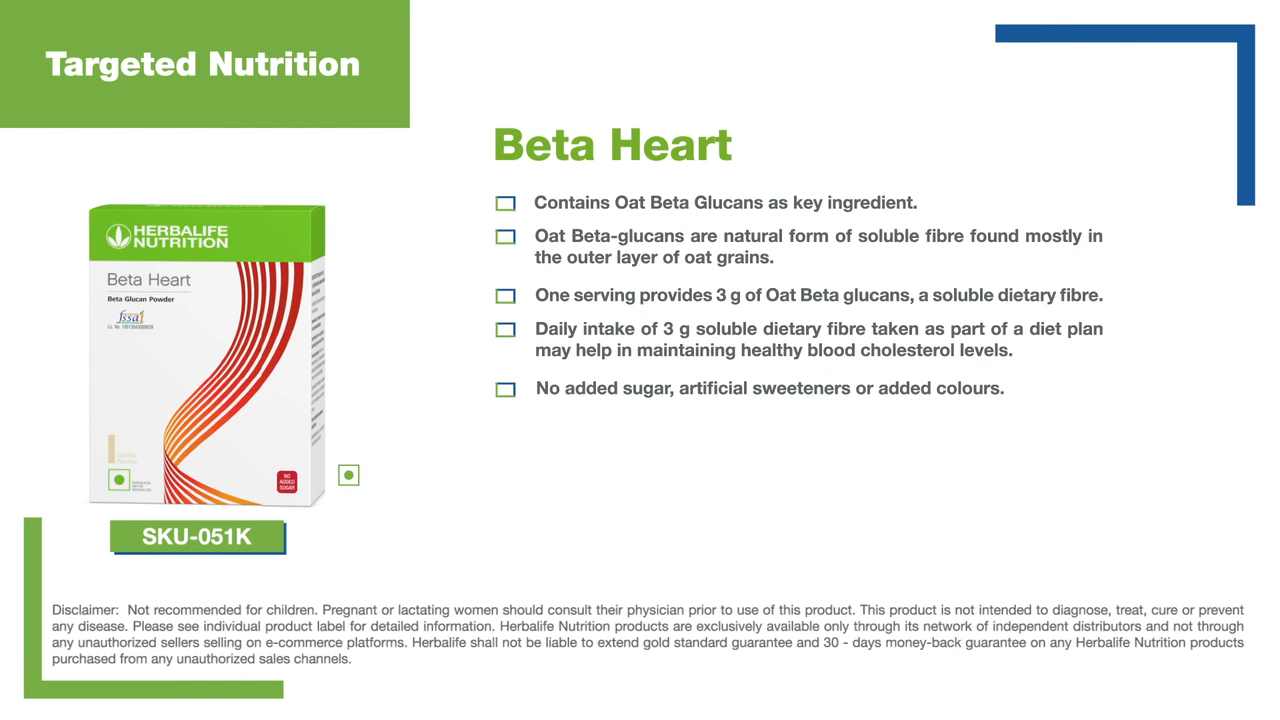 Targeted Nutrition
Beta Heart
Contains Oat Beta Glucans as key ingredient.
Oat Beta-glucans are natural form of soluble fibre found mostly in
the outer layer of oat grains.
One serving provides 3 g of Oat Beta glucans, a soluble dietary fibre.
Daily intake of 3 g soluble dietary fibre taken as part of a diet plan
may help in maintaining healthy blood cholesterol levels.
No added sugar, artificial sweeteners or added colours.
HERBALIFE
NUTRITION
Beta Heart
Beta Glucan Powder
fssai
NO
ADDED
SUGAR
SKU-051K
Disclaimer: Not recommended for children. Pregnant or lactating women should consult their physician prior to use of this product. This product is not intended to diagnose, treat, cure or prevent
any disease. Please see individual product label for detailed information. Herbalife Nutrition products are exclusively available only through its network of independent distributors and not through
any unauthorized sellers selling on e-commerce platforms. Herbalife shall not be liable to extend gold standard guarantee and 30 - days money-back guarantee on any Herbalife Nutrition products
purchased from any unauthorized sales channels.